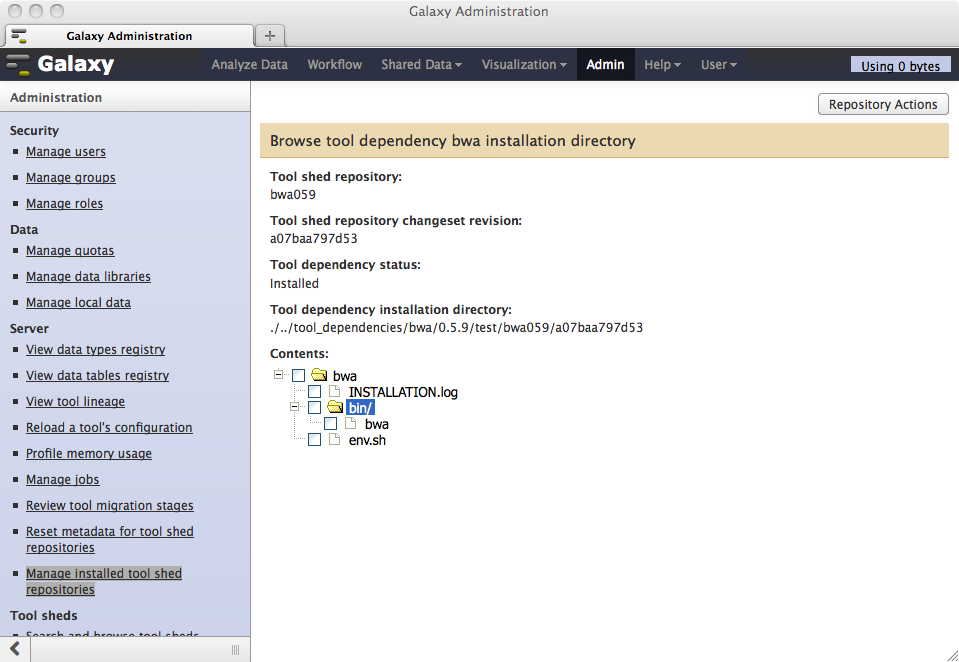 Galaxy Administration
Galaxy Administration
Galaxy
Analyze Data Workflow Shared Data Visualization Admin Help User
Using 0 bytes
Administration
Security
Manage users
Manage groups
Manage roles
Data
Manage quotas
Manage data libraries
Manage local data
Server
View data types registry
View data tables registry
View tool lineage
Reload a tool's configuration
Profile memory usage
Manage jobs
Review tool migration stages
Reset metadata for tool shed
repositories
Manage installed tool shed
repositories
Tool sheds
Search and browse tool sheds
Repository Actions
Browse tool dependency bwa installation directory
Tool shed repository:
bwa059
Tool shed repository changeset revision:
a07baa797d53
Tool dependency status:
Installed
Tool dependency installation directory:
./../tool_dependencies/bwa/0.5.9/test/bwa059/a07baa797d53
Contents:
bwa
INSTALLATION.log
bin/
bwa
env.sh